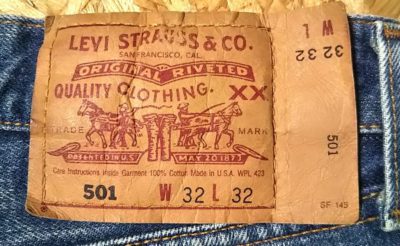 LEVI STRAUSS & CO.
SAN FRANCISCO, CAL.
ORIGINAL RIVETED
QUALITY CLOTHING. XX
TRADE MARK
PATENTED IN U.S. MAY 20 1873
Care Instructions Inside Garment 100% Cotton Made in U.S.A. WPL 423
501 W 32 L 32
W L
32 32
501
SF 145